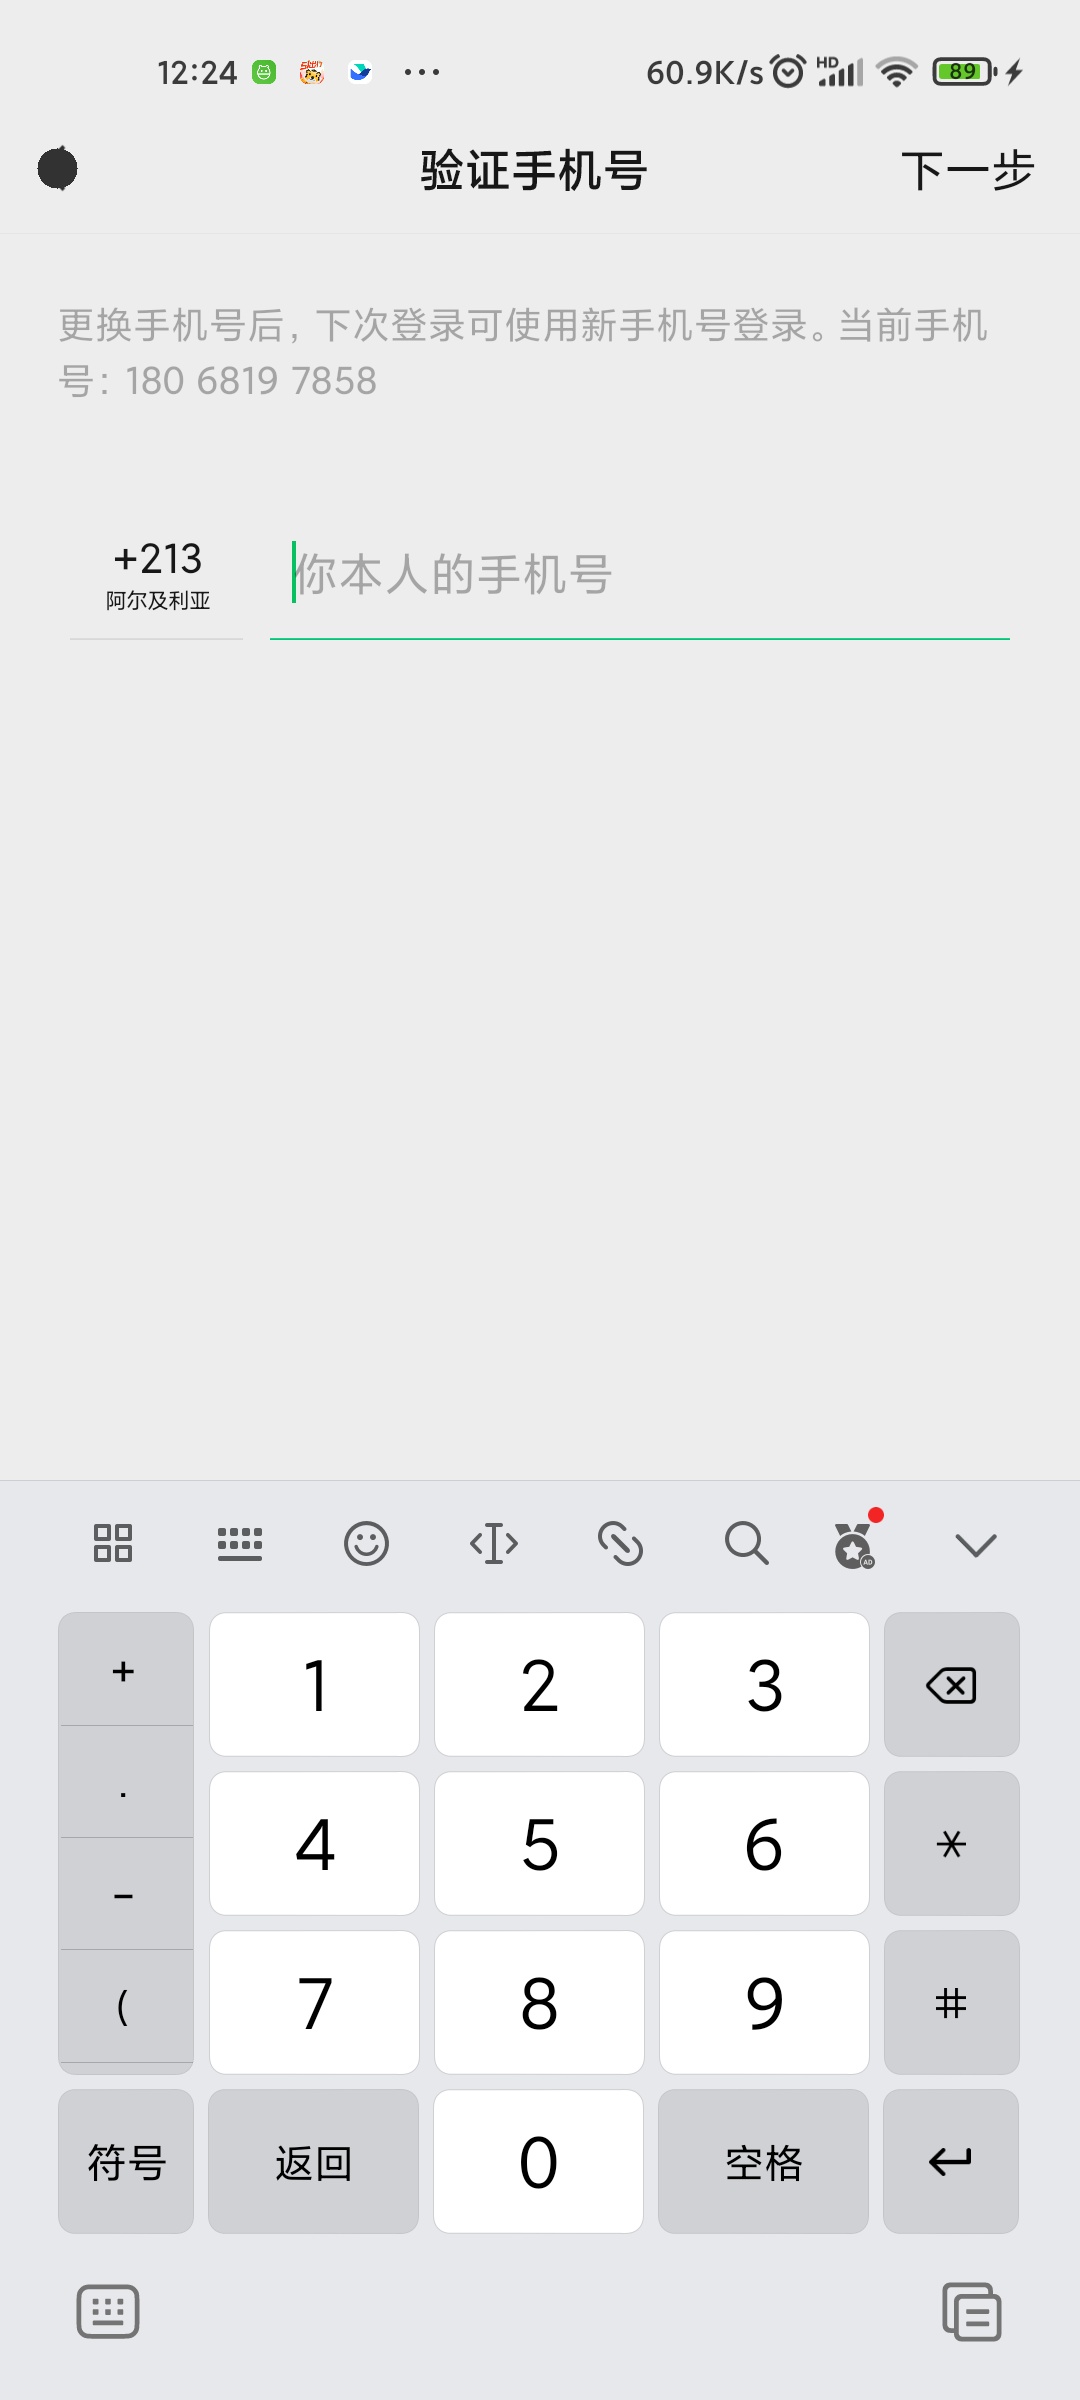 12:24 60.9K/s HD 89
验证手机号 下一步
更换手机号后，下次登录可使用新手机号登录。当前手机
号：180 6819 7858
+213 你本人的手机号
阿尔及利亚
AD
+ 1 2 3
. 4 5 6 *
- 7 8 9 #
(
符号 返回 0 空格